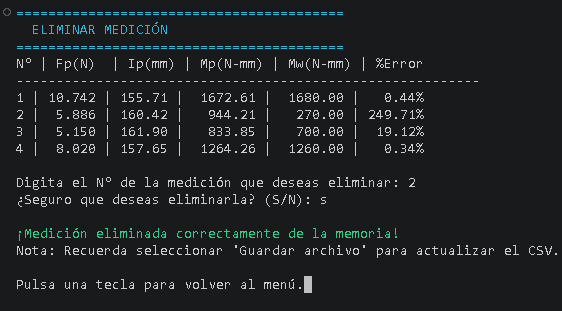 ========================================
ELIMINAR MEDICIÓN
========================================
Nº | Fp(N) | Ip(mm) | Mp(N-mm) | Mw(N-mm) | %Error
---------------------------------------------------------
1 | 10.742 | 155.71 | 1672.61 | 1680.00 | 0.44%
2 | 5.886 | 160.42 | 944.21 | 270.00 | 249.71%
3 | 5.150 | 161.90 | 833.85 | 700.00 | 19.12%
4 | 8.020 | 157.65 | 1264.26 | 1260.00 | 0.34%
Digita el Nº de la medición que deseas eliminar: 2
¿Seguro que deseas eliminarla? (S/N): s
¡Medición eliminada correctamente de la memoria!
Nota: Recuerda seleccionar 'Guardar archivo' para actualizar el CSV.
Pulsa una tecla para volver al menú.